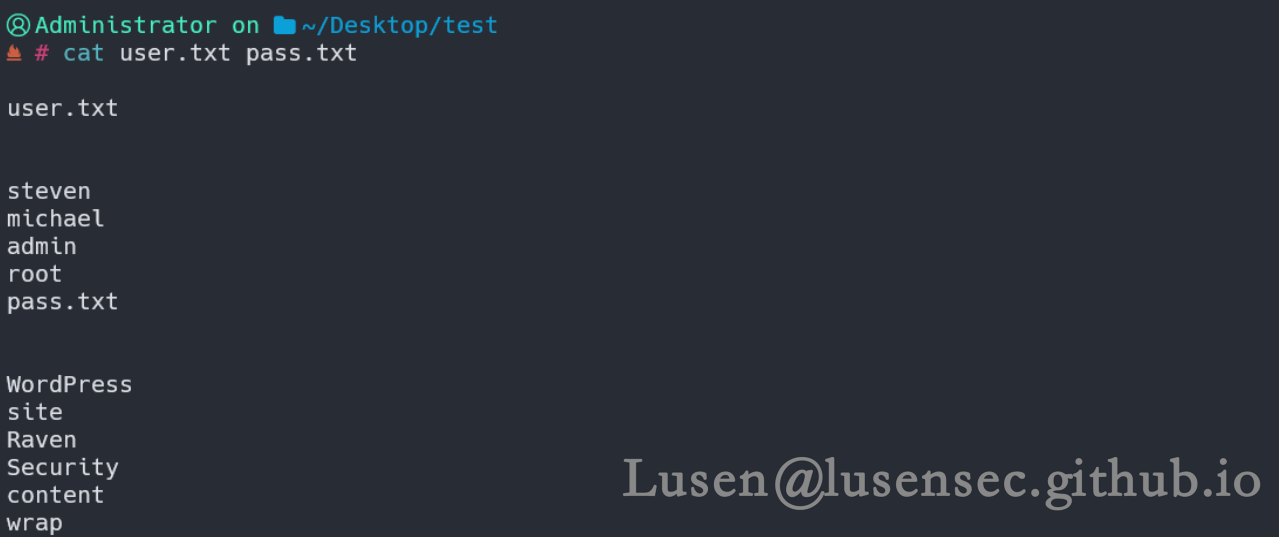 Administrator on ~/Desktop/test
# cat user.txt pass.txt
user.txt
steven
michael
admin
root
pass.txt
WordPress
site
Raven
Security
content
wrap
Lusen@lusensec.github.io